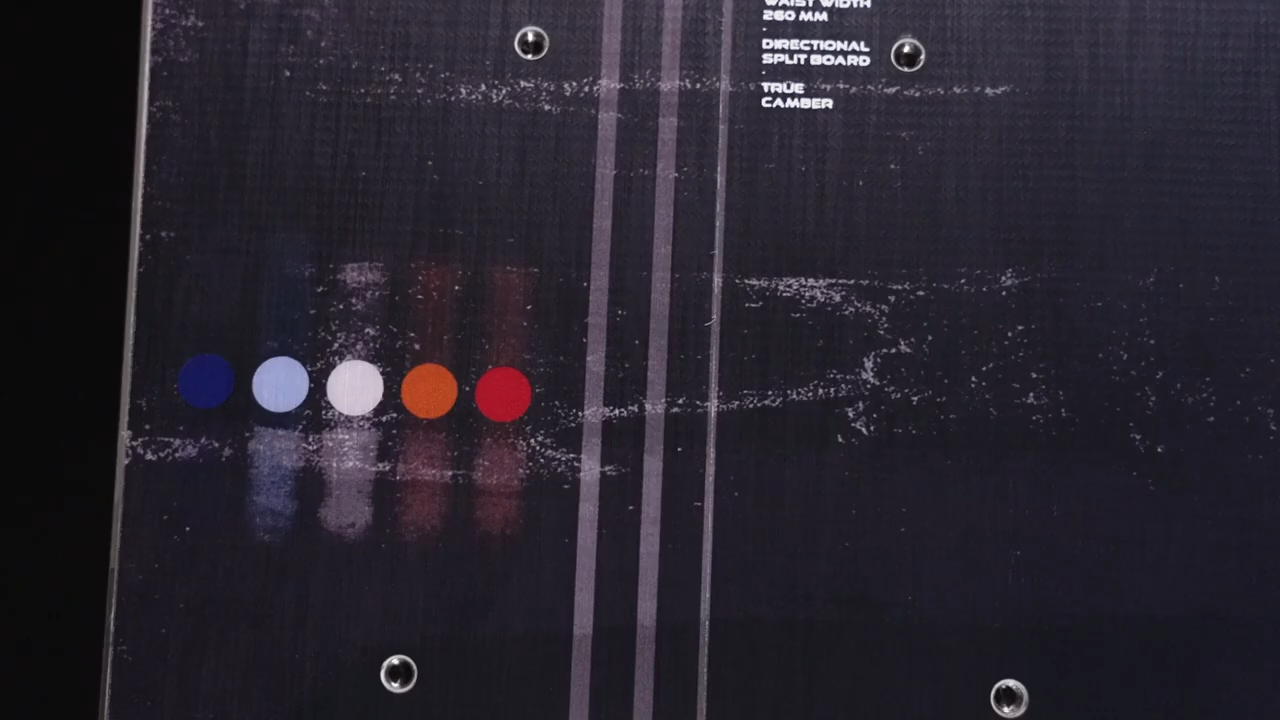 WAIST WIDTH
260 MM
DIRECTIONAL
SPLIT BOARD
TRUE
CAMBER